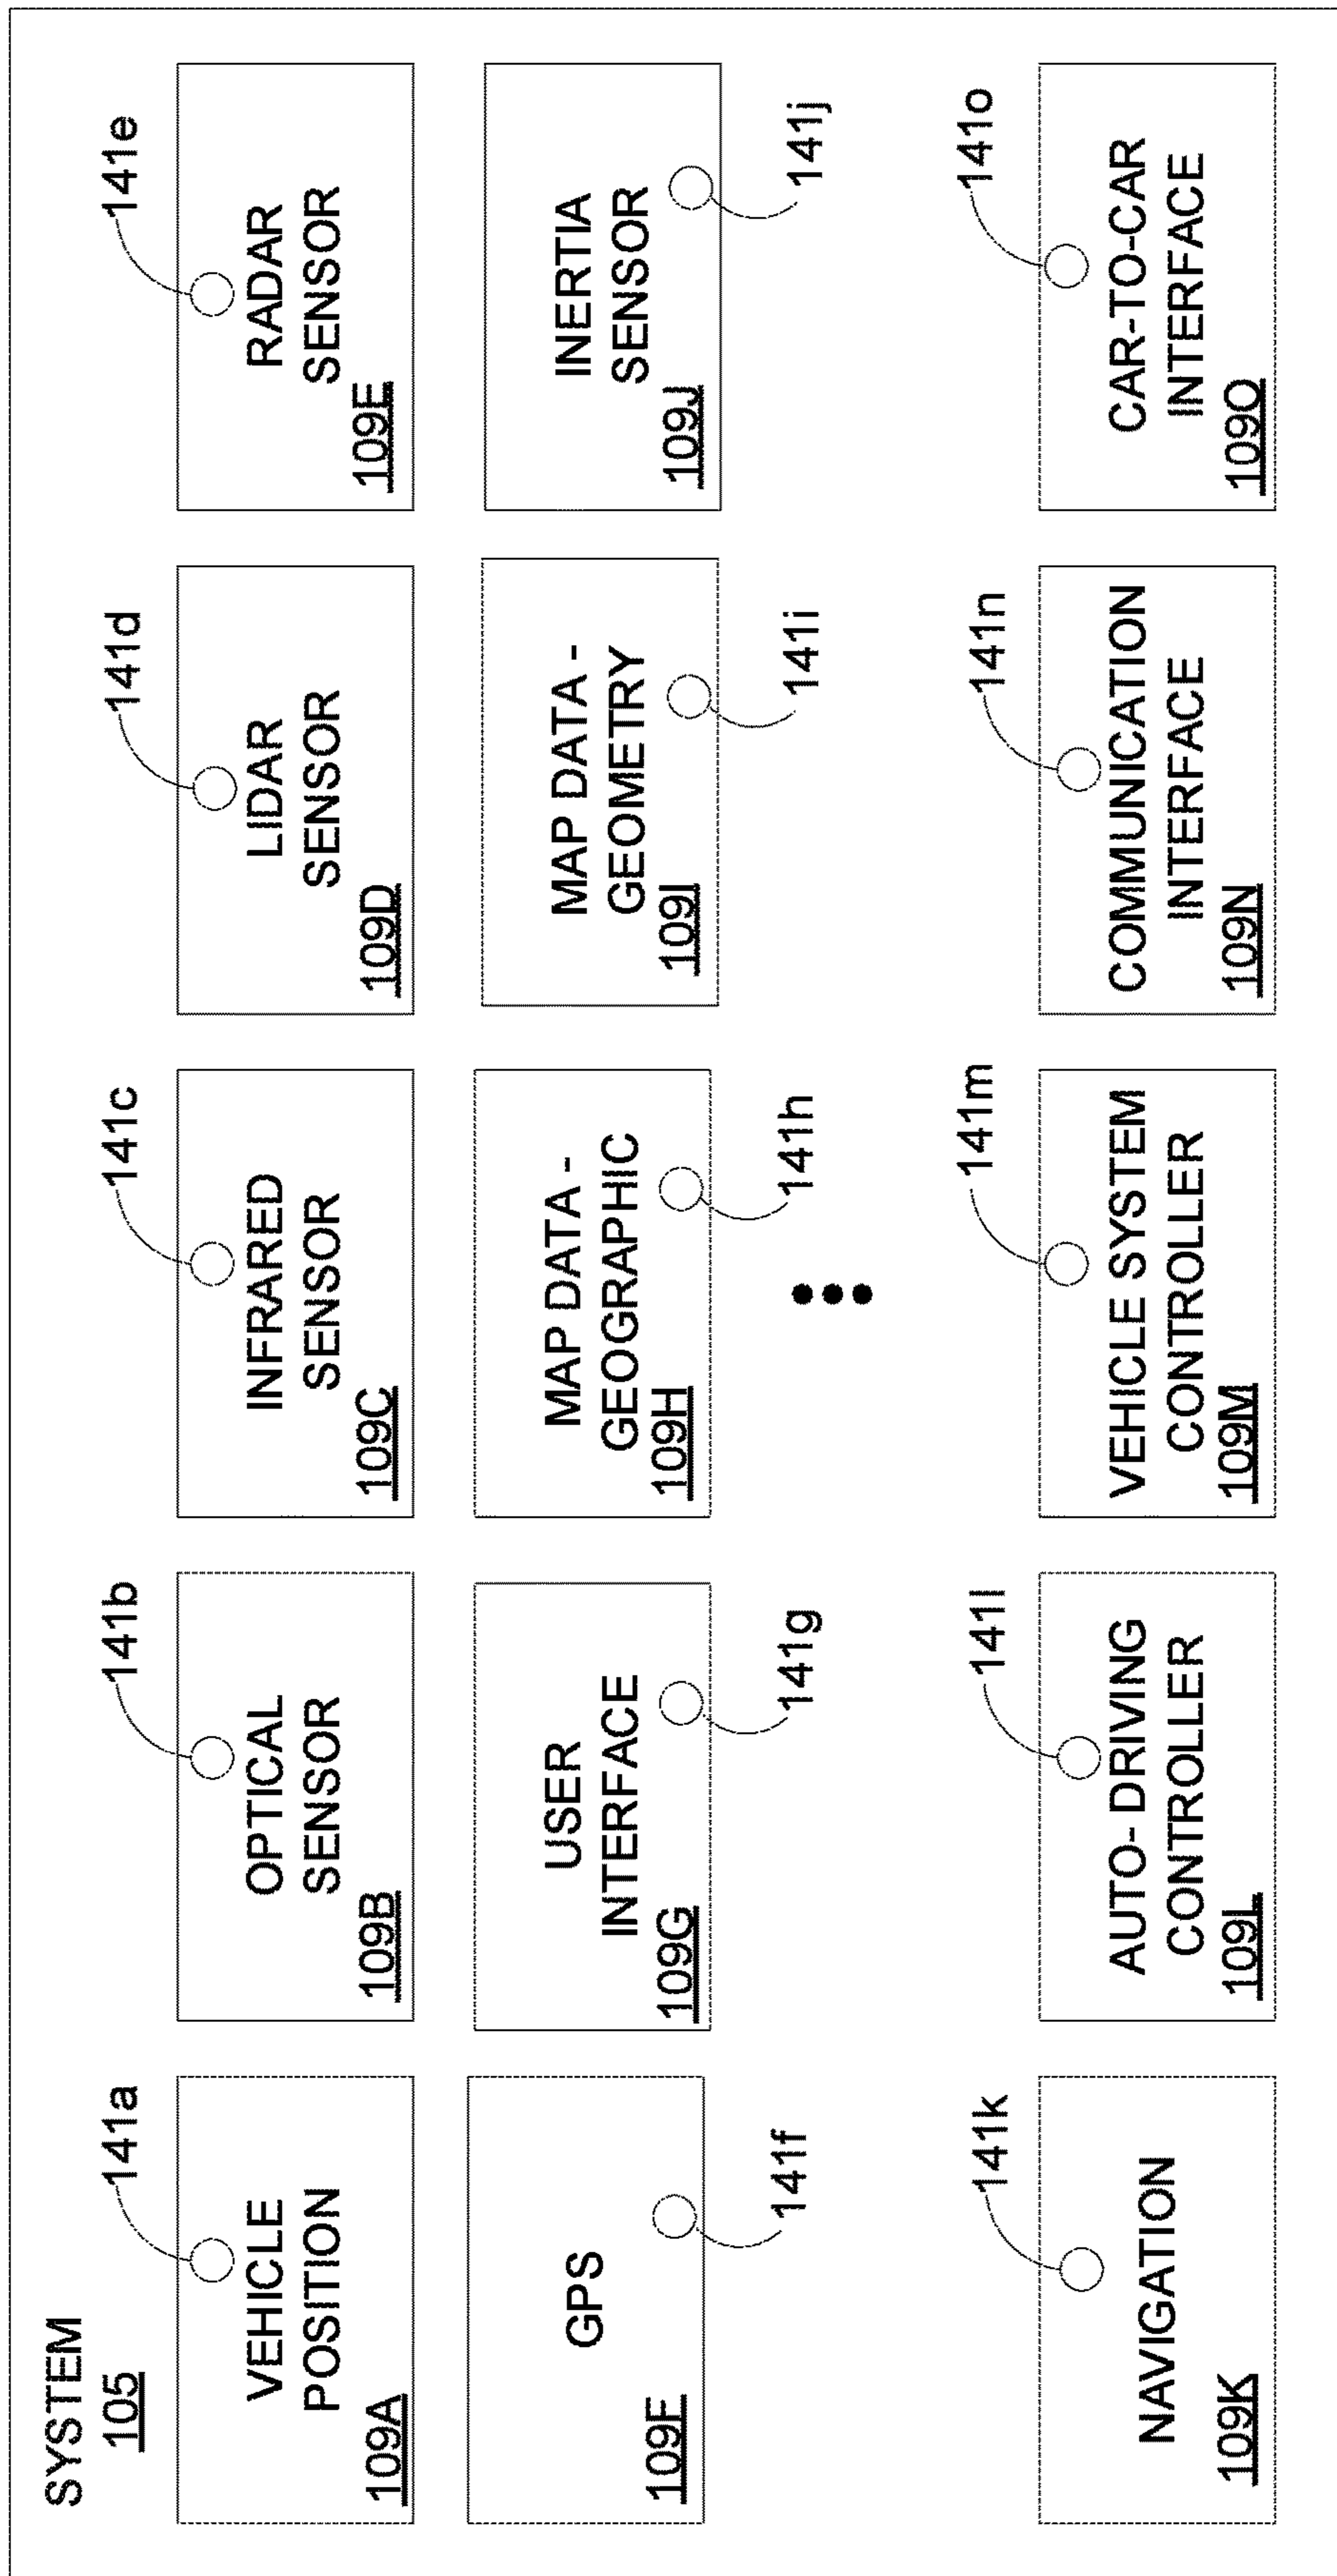 SYSTEM
105
141a
VEHICLE
POSITION
109A
141b
OPTICAL
SENSOR
109B
141c
INFRARED
SENSOR
109C
141d
LIDAR
SENSOR
109D
141e
RADAR
SENSOR
109E
GPS
109F
141f
USER
INTERFACE
109G
141g
MAP DATA -
GEOGRAPHIC
109H
141h
MAP DATA -
GEOMETRY
109I
141i
INERTIA
SENSOR
109J
141j
141k
NAVIGATION
109K
141l
AUTO- DRIVING
CONTROLLER
109L
141m
VEHICLE SYSTEM
CONTROLLER
109M
141n
COMMUNICATION
INTERFACE
109N
141o
CAR-TO-CAR
INTERFACE
109O